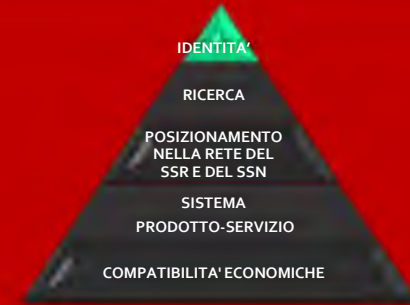 IDENTITA’
RICERCA
POSIZIONAMENTO
NELLA RETE DEL
SSR E DEL SSN
SISTEMA
PRODOTTO-SERVIZIO
COMPATIBILITA' ECONOMICHE